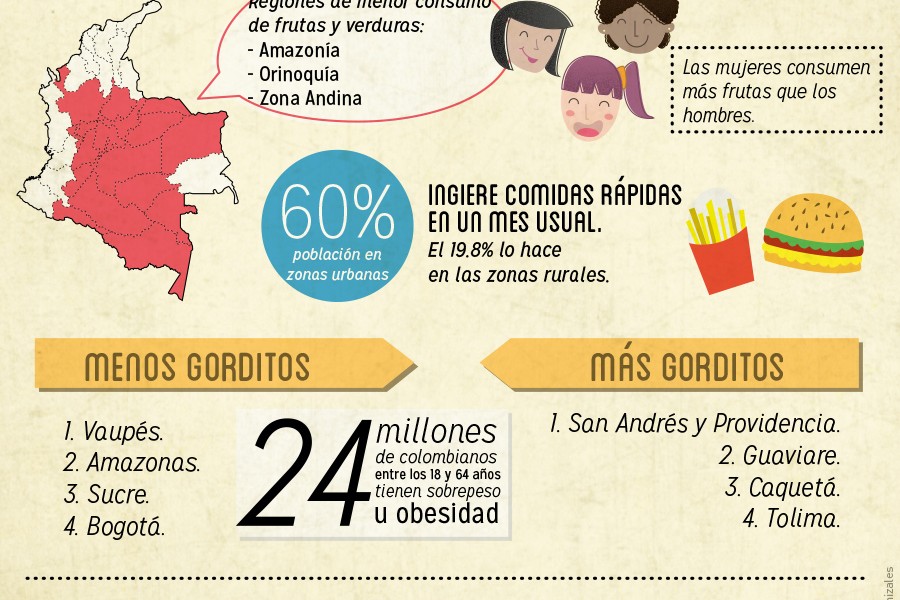 Regiones de menor consumo
de frutas y verduras:
- Amazonía
- Orinoquía
- Zona Andina
Las mujeres consumen
más frutas que los
hombres.
60%
población en
zonas urbanas
INGIERE COMIDAS RÁPIDAS
EN UN MES USUAL.
El 19.8% lo hace
en las zonas rurales.
MENOS GORDITOS
1. Vaupés.
2. Amazonas.
3. Sucre.
4. Bogotá.
24
millones
de colombianos
entre los 18 y 64 años
tienen sobrepeso
u obesidad
MÁS GORDITOS
1. San Andrés y Providencia.
2. Guaviare.
3. Caquetá.
4. Tolima.